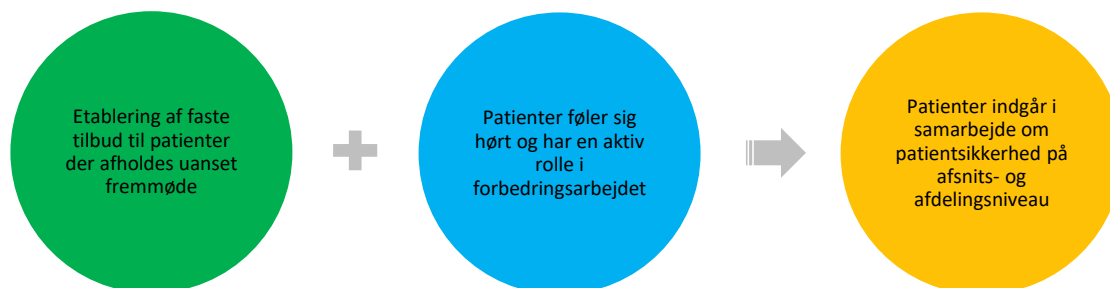 Etablering af faste
tilbud til patienter
der afholdes uanset
fremmøde
Patienter føler sig
hørt og har en aktiv
rolle i
forbedringsarbejdet
Patienter indgår i
samarbejde om
patientsikkerhed på
afsnits- og
afdelingsniveau